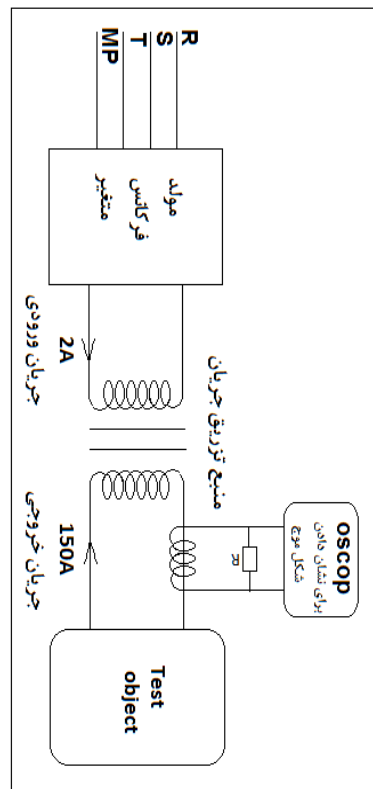 R
S
T
MP
مولد
فرکانس
متغیر
2A
جریان ورودی
منبع تزریق جریان
150A
جریان خروجی
R
oscop
برای نشان دادن
شکل موج
Test
object